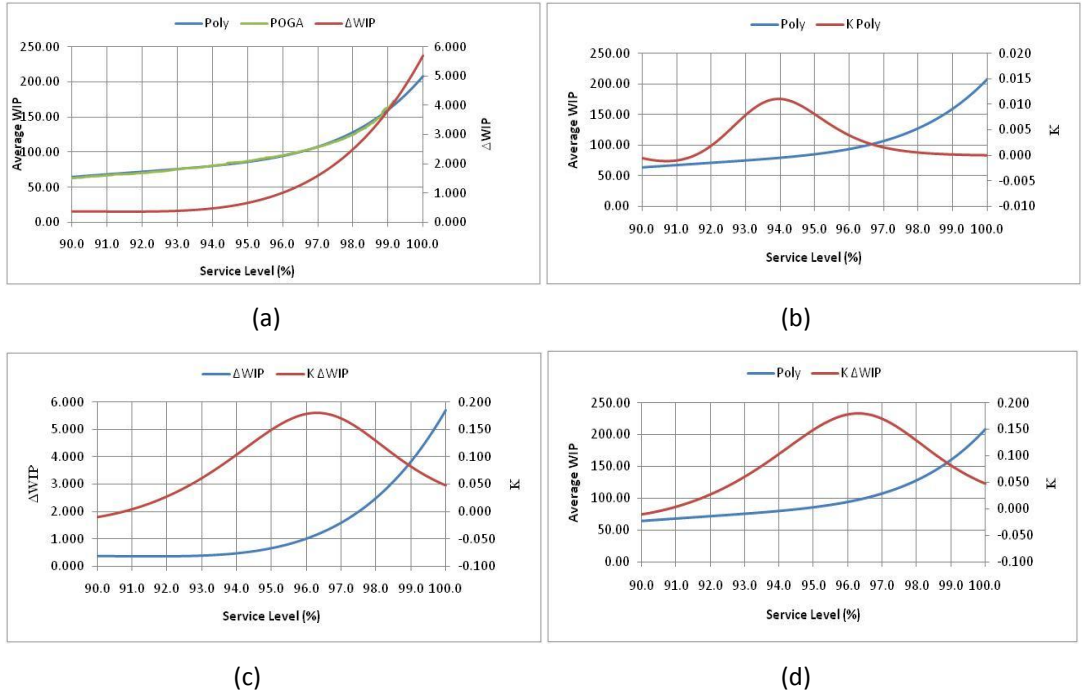 Poly POGA ΔWIP
250.00 200.00 150.00 100.00 50.00 0.00
Average WIP
6.000 5.000 4.000 3.000 2.000 1.000 0.000
ΔWIP
90.0 91.0 92.0 93.0 94.0 95.0 96.0 97.0 98.0 99.0 100.0
Service Level (%)
(a)
Poly K Poly
250.00 200.00 150.00 100.00 50.00 0.00
Average WIP
0.020 0.015 0.010 0.005 0.000 -0.005 -0.010
K
90.0 91.0 92.0 93.0 94.0 95.0 96.0 97.0 98.0 99.0 100.0
Service Level (%)
(b)
ΔWIP K ΔWIP
6.000 5.000 4.000 3.000 2.000 1.000 0.000
ΔWIP
0.200 0.150 0.100 0.050 0.000 -0.050 -0.100
K
90.0 91.0 92.0 93.0 94.0 95.0 96.0 97.0 98.0 99.0 100.0
Service Level (%)
(c)
Poly K ΔWIP
250.00 200.00 150.00 100.00 50.00 0.00
Average WIP
0.200 0.150 0.100 0.050 0.000 -0.050 -0.100
K
90.0 91.0 92.0 93.0 94.0 95.0 96.0 97.0 98.0 99.0 100.0
Service Level (%)
(d)